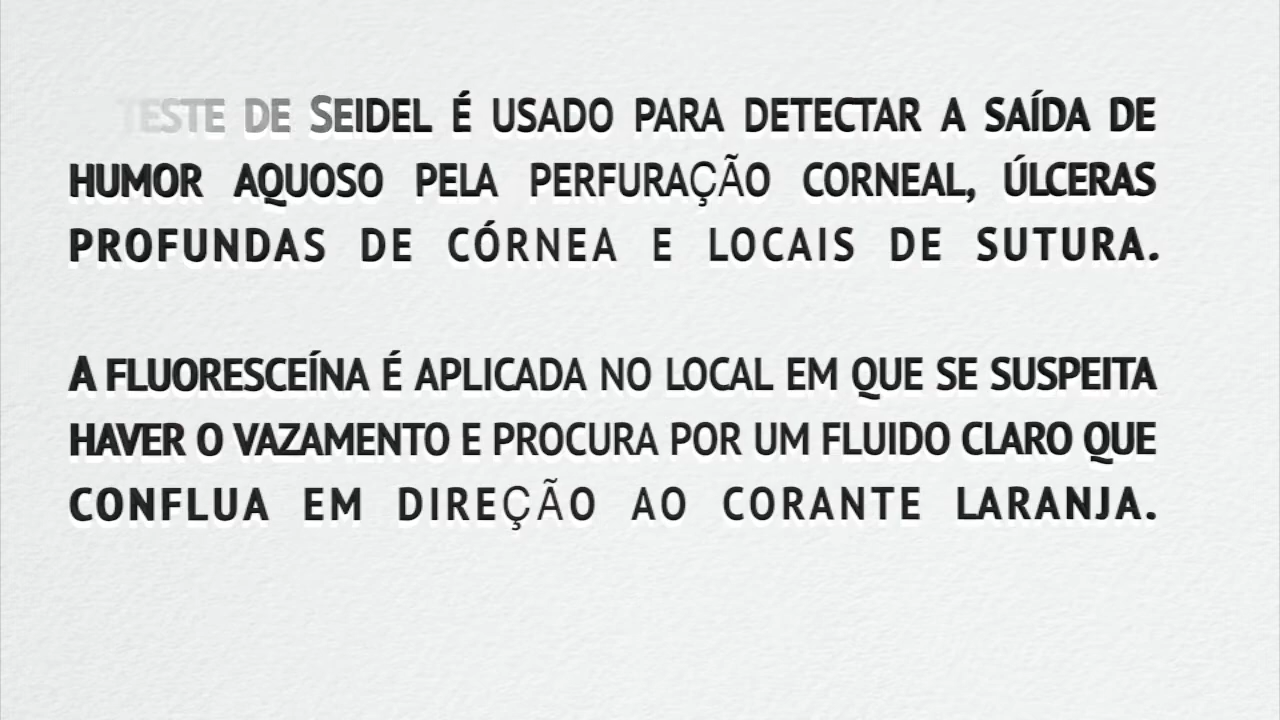 TESTE DE SEIDEL É USADO PARA DETECTAR A SAÍDA DE
HUMOR AQUOSO PELA PERFURAÇÃO CORNEAL, ÚLCERAS
PROFUNDAS DE CÓRNEA E LOCAIS DE SUTURA.
A FLUORESCEÍNA É APLICADA NO LOCAL EM QUE SE SUSPEITA
HAVER O VAZAMENTO E PROCURA POR UM FLUIDO CLARO QUE
CONFLUA EM DIREÇÃO AO CORANTE LARANJA.